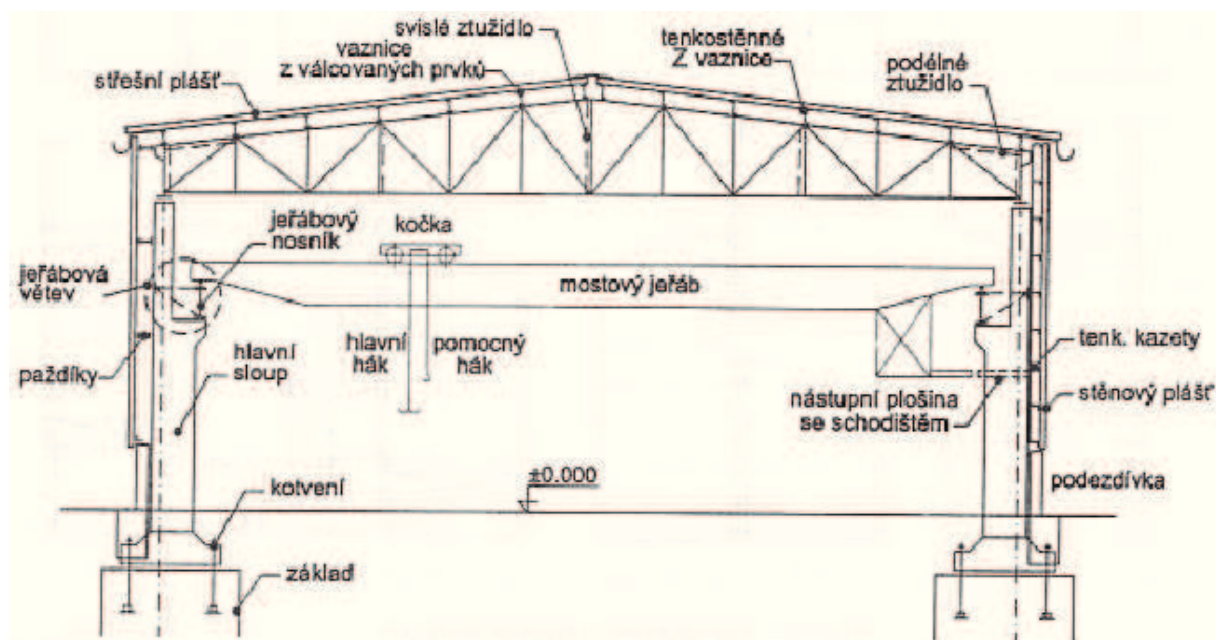 svislé ztužidlo
vaznice
z válcovaných prvků
střešní plášť
tenkostěnné
Z vaznice
podélné
ztužidlo
jeřábový
nosník
kočka
jeřábová
větev
mostový jeřáb
paždíky
hlavní
sloup
hlavní
hák
pomocný
hák
tenk. kazety
nástupní plošina
se schodištěm
stěnový plášť
±0.000
kotvení
podezdívka
základ